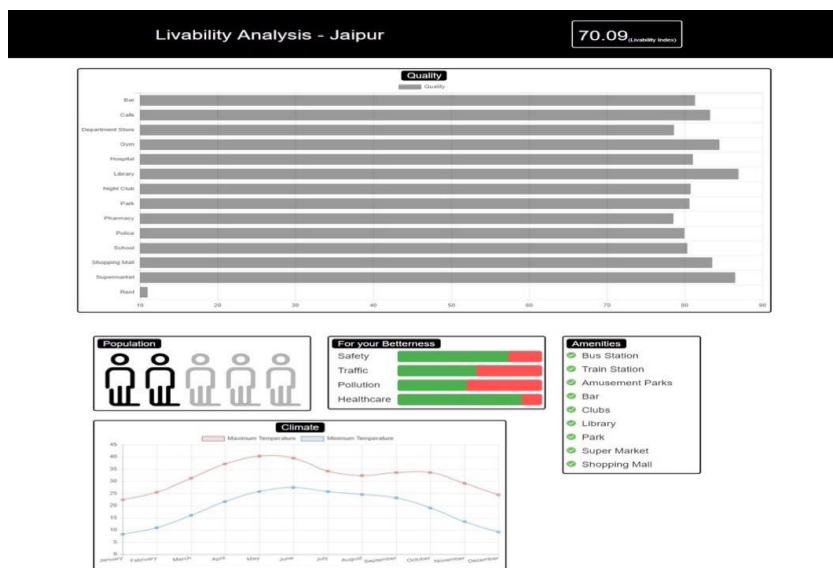 Livability Analysis - Jaipur
70.09(Livability Index)
Quality
Quality
Bar
Cafe
Department Store
Gym
Hospital
Library
Night Club
Park
Pharmacy
Police
School
Shopping Mall
Supermarket
Rent
10 20 30 40 50 60 70 80 90
Population
For your Betterness
Safety
Traffic
Pollution
Healthcare
Amenities
Bus Station
Train Station
Amusement Parks
Bar
Clubs
Library
Park
Super Market
Shopping Mall
Climate
Maximum Temperature Minimum Temperature
45
40
35
30
25
20
15
10
5
0
January February March April May June July August September October November December